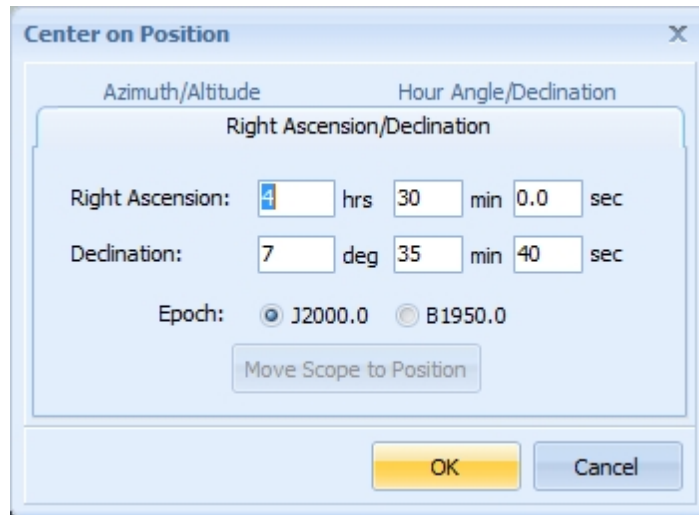 Center on Position
Azimuth/Altitude Hour Angle/Declination
Right Ascension/Declination
Right Ascension: 4 hrs 30 min 0.0 sec
Declination: 7 deg 35 min 40 sec
Epoch: J2000.0 B1950.0
Move Scope to Position
OK Cancel